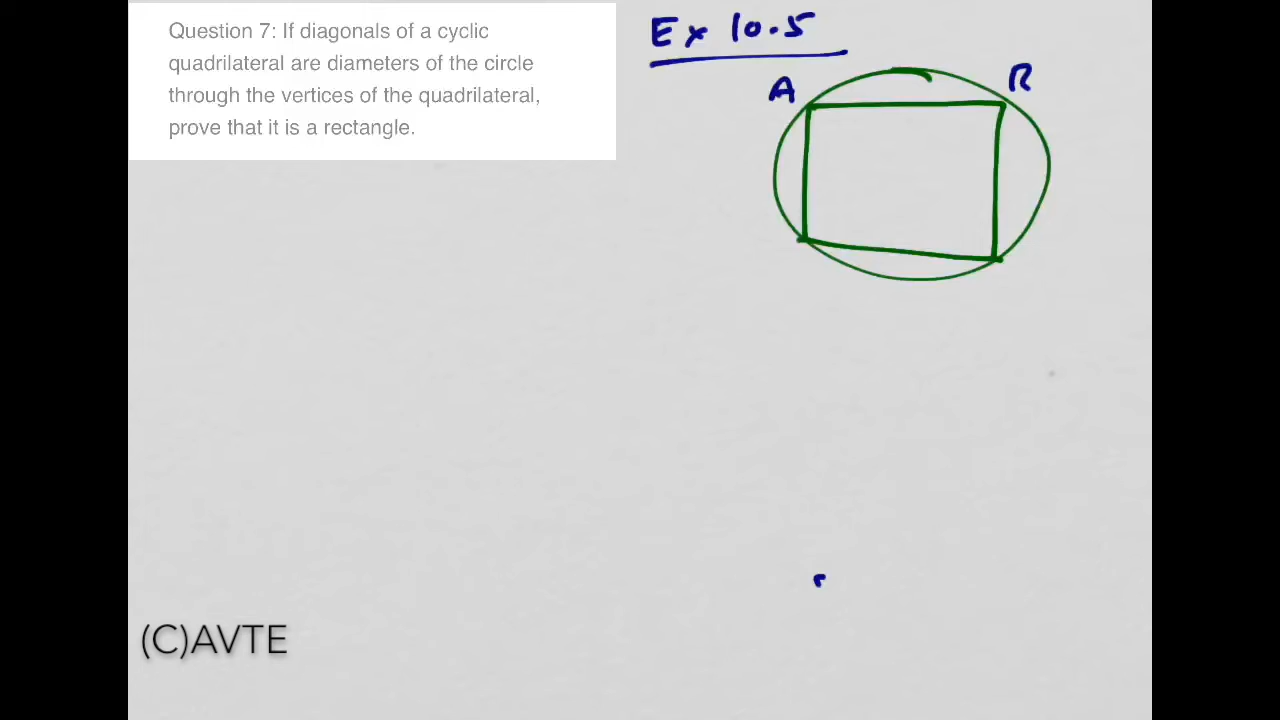 Question 7: If diagonals of a cyclic
quadrilateral are diameters of the circle
through the vertices of the quadrilateral,
prove that it is a rectangle.
Ex 10.5
A
R
(C)AVTE